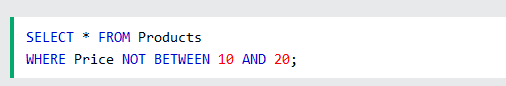 SELECT * FROM Products
WHERE Price NOT BETWEEN 10 AND 20;